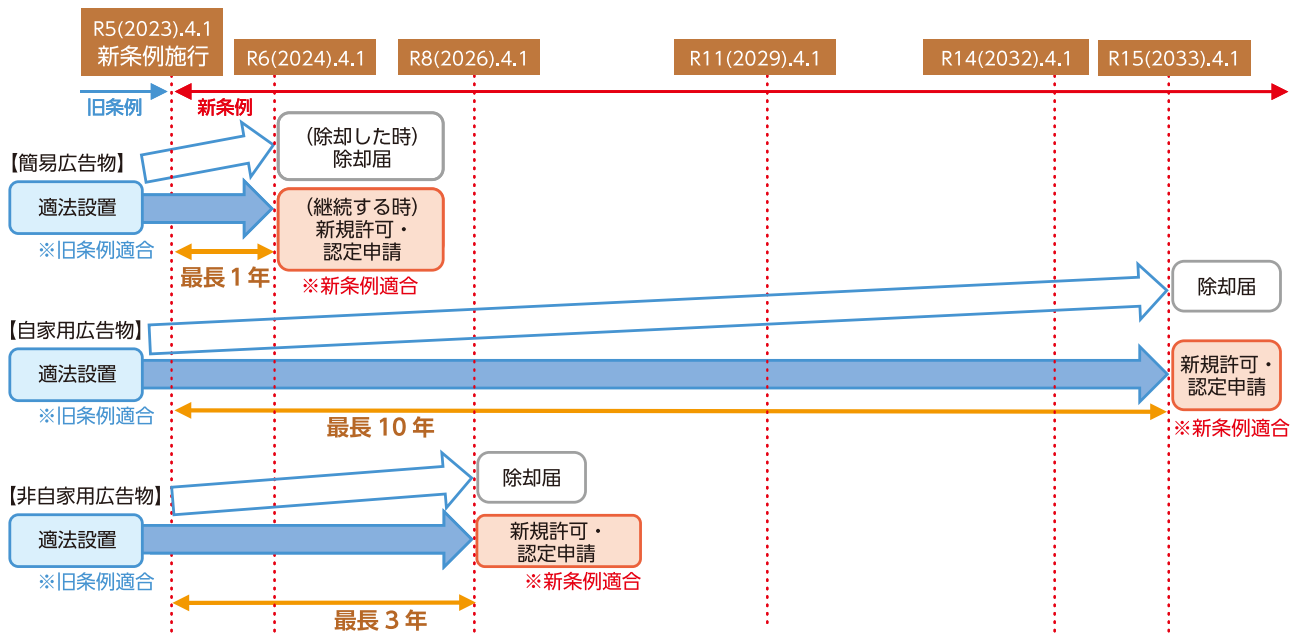 R5(2023).4.1
新条例施行
R6(2024).4.1
R8(2026).4.1
R11(2029).4.1
R14(2032).4.1
R15(2033).4.1
旧条例
新条例
【簡易広告物】
適法設置
※旧条例適合
(除却した時)
除却届
(継続する時)
新規許可・
認定申請
※新条例適合
最長1年
【自家用広告物】
適法設置
※旧条例適合
除却届
新規許可・
認定申請
※新条例適合
最長10年
【非自家用広告物】
適法設置
※旧条例適合
除却届
新規許可・
認定申請
※新条例適合
最長3年